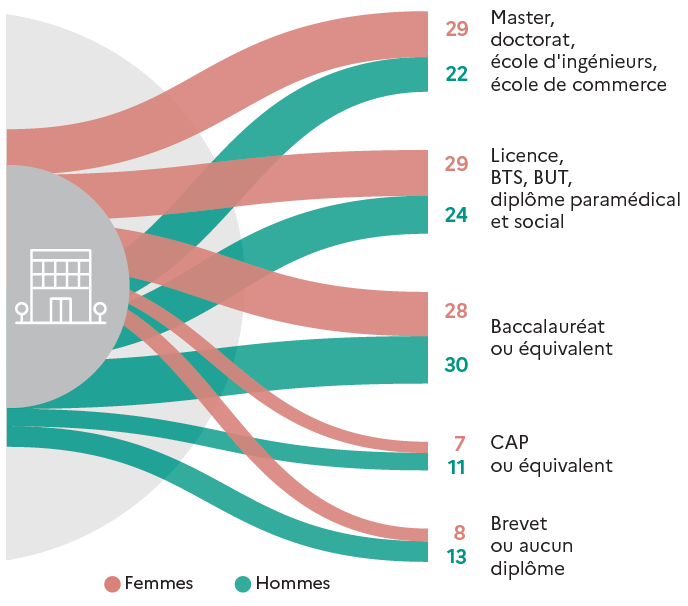 29
22
Master,
doctorat,
école d'ingénieurs,
école de commerce
29
24
Licence,
BTS, BUT,
diplôme paramédical
et social
28
30
Baccalauréat
ou équivalent
7
11
CAP
ou équivalent
8
13
Brevet
ou aucun
diplôme
Femmes
Hommes